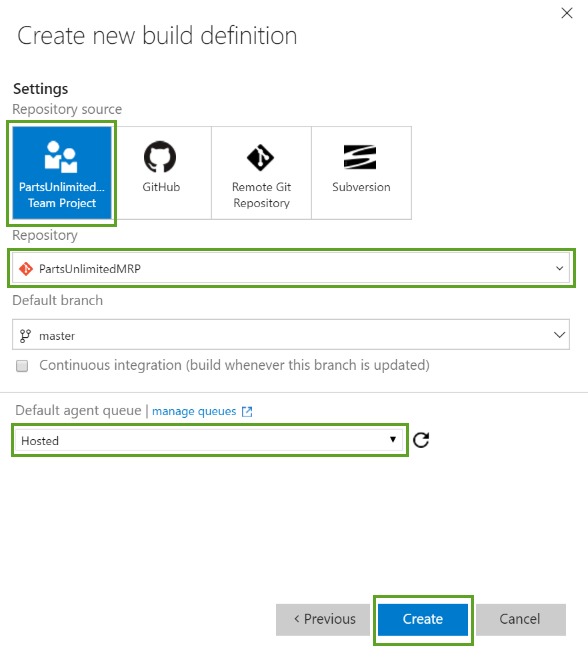 Create new build definition
Settings
Repository source
PartsUnlimited...
Team Project
GitHub
Remote Git
Repository
Subversion
Repository
PartsUnlimitedMRP
Default branch
master
Continuous integration (build whenever this branch is updated)
Default agent queue | manage queues
Hosted
< Previous
Create
Cancel